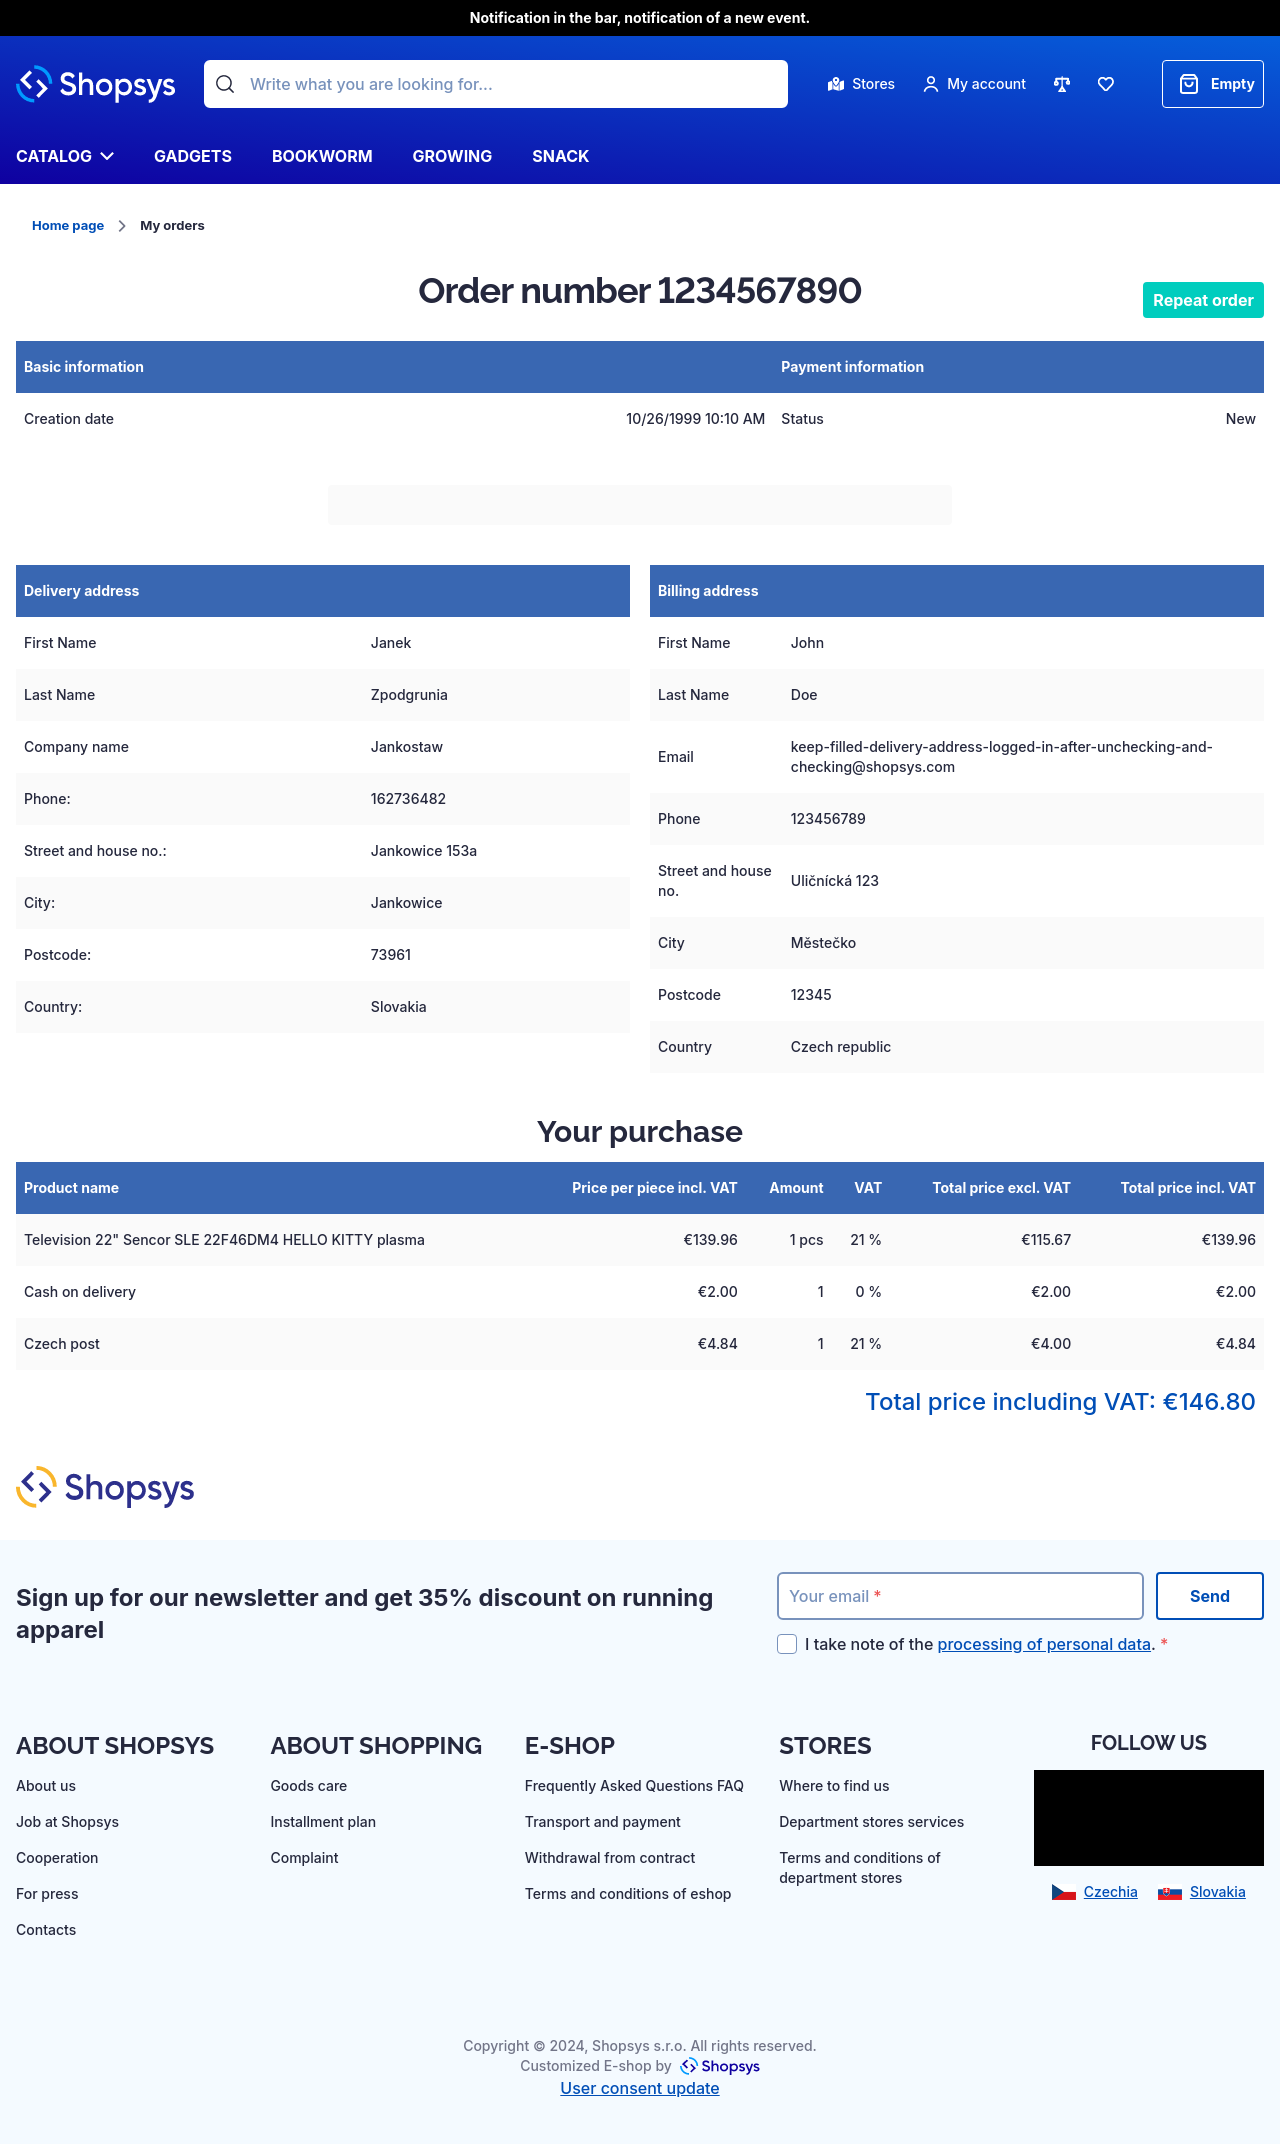 Notification in the bar, notification of a new event.
Shopsys
Write what you are looking for...
Stores
My account
Empty
CATALOG
GADGETS
BOOKWORM
GROWING
SNACK
Home page
My orders
Order number 1234567890
Repeat order
Basic information
Payment information
Creation date
10/26/1999 10:10 AM
Status
New
Delivery address
First Name
Janek
Last Name
Zpodgrunia
Company name
Jankostaw
Phone:
162736482
Street and house no.:
Jankowice 153a
City:
Jankowice
Postcode:
73961
Country:
Slovakia
Billing address
First Name
John
Last Name
Doe
Email
keep-filled-delivery-address-logged-in-after-unchecking-and-
checking@shopsys.com
Phone
123456789
Street and house
no.
Uličnícká 123
City
Městečko
Postcode
12345
Country
Czech republic
Your purchase
Product name
Price per piece incl. VAT
Amount
VAT
Total price excl. VAT
Total price incl. VAT
Television 22" Sencor SLE 22F46DM4 HELLO KITTY plasma
€139.96
1 pcs
21 %
€115.67
€139.96
Cash on delivery
€2.00
1
0 %
€2.00
€2.00
Czech post
€4.84
1
21 %
€4.00
€4.84
Total price including VAT: €146.80
Shopsys
Sign up for our newsletter and get 35% discount on running
apparel
Your email *
Send
I take note of the processing of personal data. *
ABOUT SHOPSYS
About us
Job at Shopsys
Cooperation
For press
Contacts
ABOUT SHOPPING
Goods care
Installment plan
Complaint
E-SHOP
Frequently Asked Questions FAQ
Transport and payment
Withdrawal from contract
Terms and conditions of eshop
STORES
Where to find us
Department stores services
Terms and conditions of
department stores
FOLLOW US
Czechia
Slovakia
Copyright © 2024, Shopsys s.r.o. All rights reserved.
Customized E-shop by Shopsys
User consent update